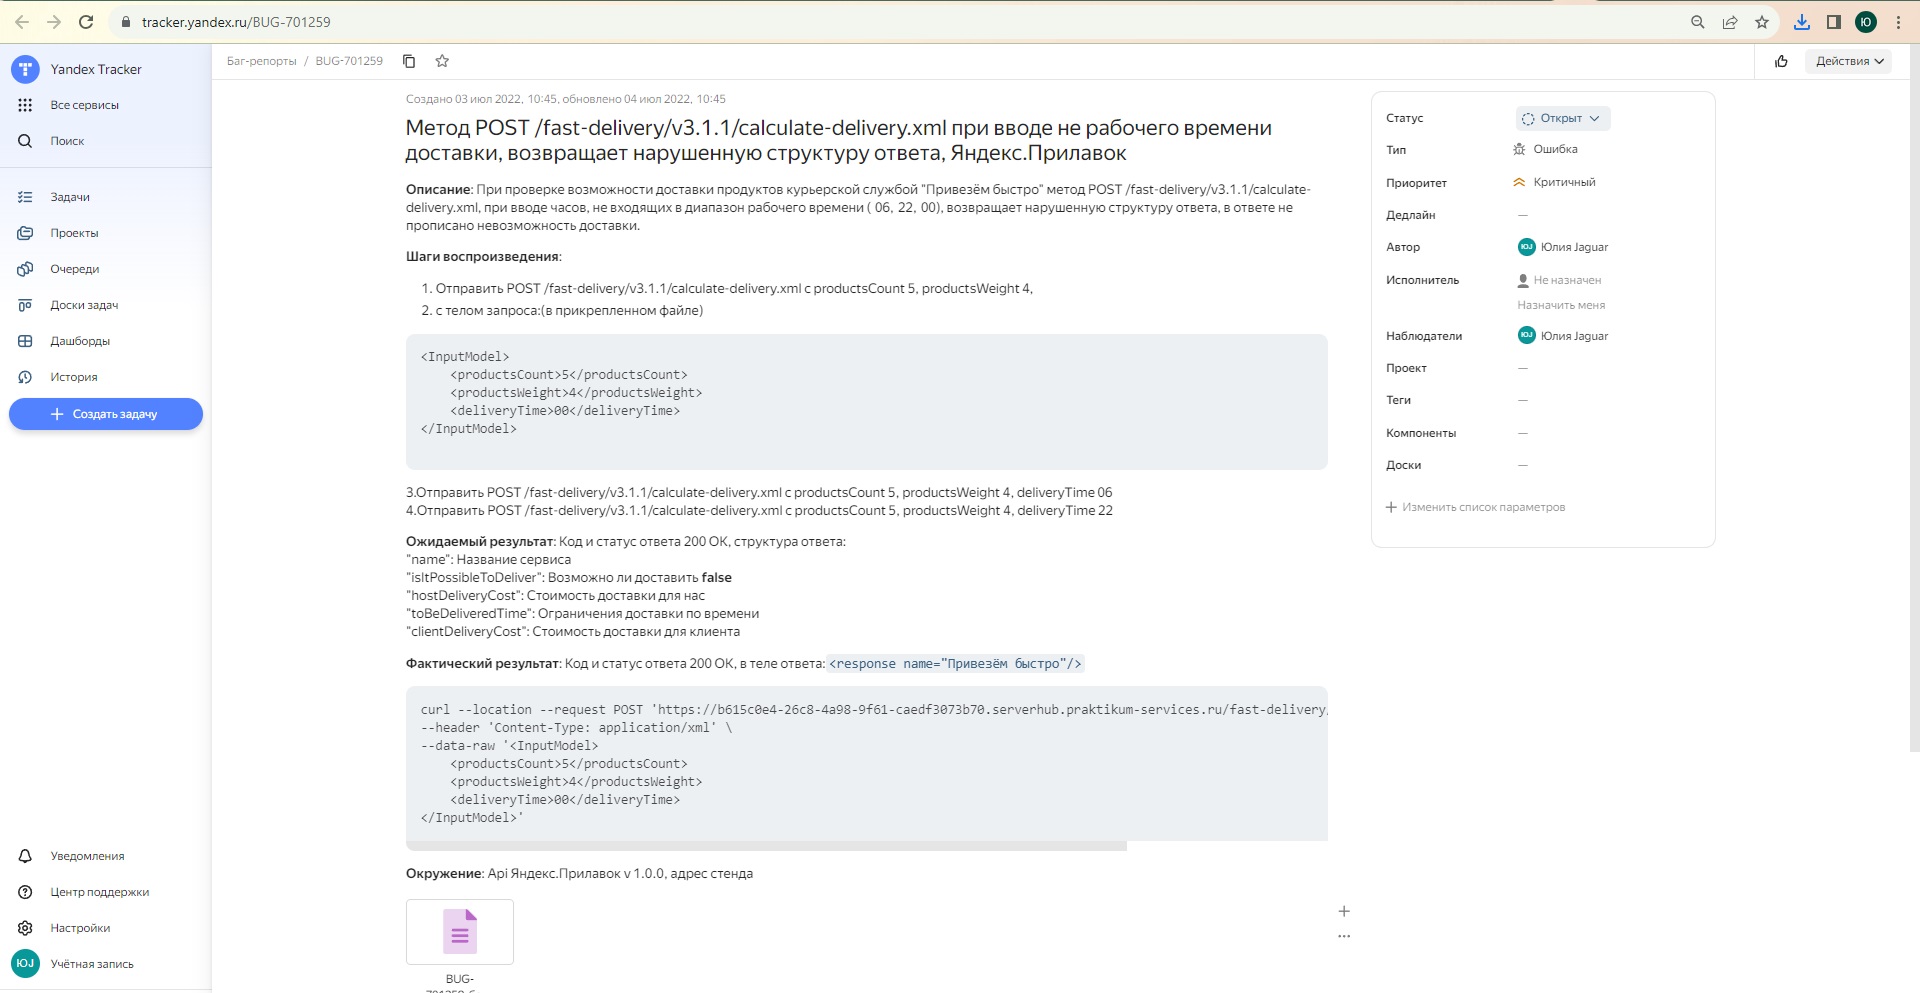 tracker.yandex.ru/BUG-701259
Ю
Yandex Tracker
Все сервисы
Поиск
Задачи
Проекты
Очереди
Доски задач
Дашборды
История
Создать задачу
Уведомления
Центр поддержки
Настройки
ЮJ Учётная запись
Баг-репорты / BUG-701259
Действия
Создано 03 июл 2022, 10:45, обновлено 04 июл 2022, 10:45
Метод POST /fast-delivery/v3.1.1/calculate-delivery.xml при вводе не рабочего времени
доставки, возвращает нарушенную структуру ответа, Яндекс.Прилавок
Описание: При проверке возможности доставки продуктов курьерской службой "Привезём быстро" метод POST /fast-delivery/v3.1.1/calculate-
delivery.xml, при вводе часов, не входящих в диапазон рабочего времени ( 06, 22, 00), возвращает нарушенную структуру ответа, в ответе не
прописано невозможность доставки.
Шаги воспроизведения:
1. Отправить POST /fast-delivery/v3.1.1/calculate-delivery.xml с productsCount 5, productsWeight 4,
2. с телом запроса:(в прикрепленном файле)
<InputModel>
<productsCount>5</productsCount>
<productsWeight>4</productsWeight>
<deliveryTime>00</deliveryTime>
</InputModel>
3.Отправить POST /fast-delivery/v3.1.1/calculate-delivery.xml с productsCount 5, productsWeight 4, deliveryTime 06
4.Отправить POST /fast-delivery/v3.1.1/calculate-delivery.xml с productsCount 5, productsWeight 4, deliveryTime 22
Ожидаемый результат: Код и статус ответа 200 ОК, структура ответа:
"name": Название сервиса
"isItPossibleToDeliver": Возможно ли доставить false
"hostDeliveryCost": Стоимость доставки для нас
"toBeDeliveredTime": Ограничения доставки по времени
"clientDeliveryCost": Стоимость доставки для клиента
Фактический результат: Код и статус ответа 200 ОК, в теле ответа: <response name="Привезём быстро"/>
curl --location --request POST 'https://b615c0e4-26c8-4a98-9f61-caedf3073b70.serverhub.praktikum-services.ru/fast-delivery/
--header 'Content-Type: application/xml' \
--data-raw '<InputModel>
<productsCount>5</productsCount>
<productsWeight>4</productsWeight>
<deliveryTime>00</deliveryTime>
</InputModel>'
Окружение: Api Яндекс.Прилавок v 1.0.0, адрес стенда
BUG-
Статус Открыт
Тип Ошибка
Приоритет Критичный
Дедлайн —
Автор ЮJ Юлия Jaguar
Исполнитель Не назначен
Назначить меня
Наблюдатели ЮJ Юлия Jaguar
Проект —
Теги —
Компоненты —
Доски —
Изменить список параметров